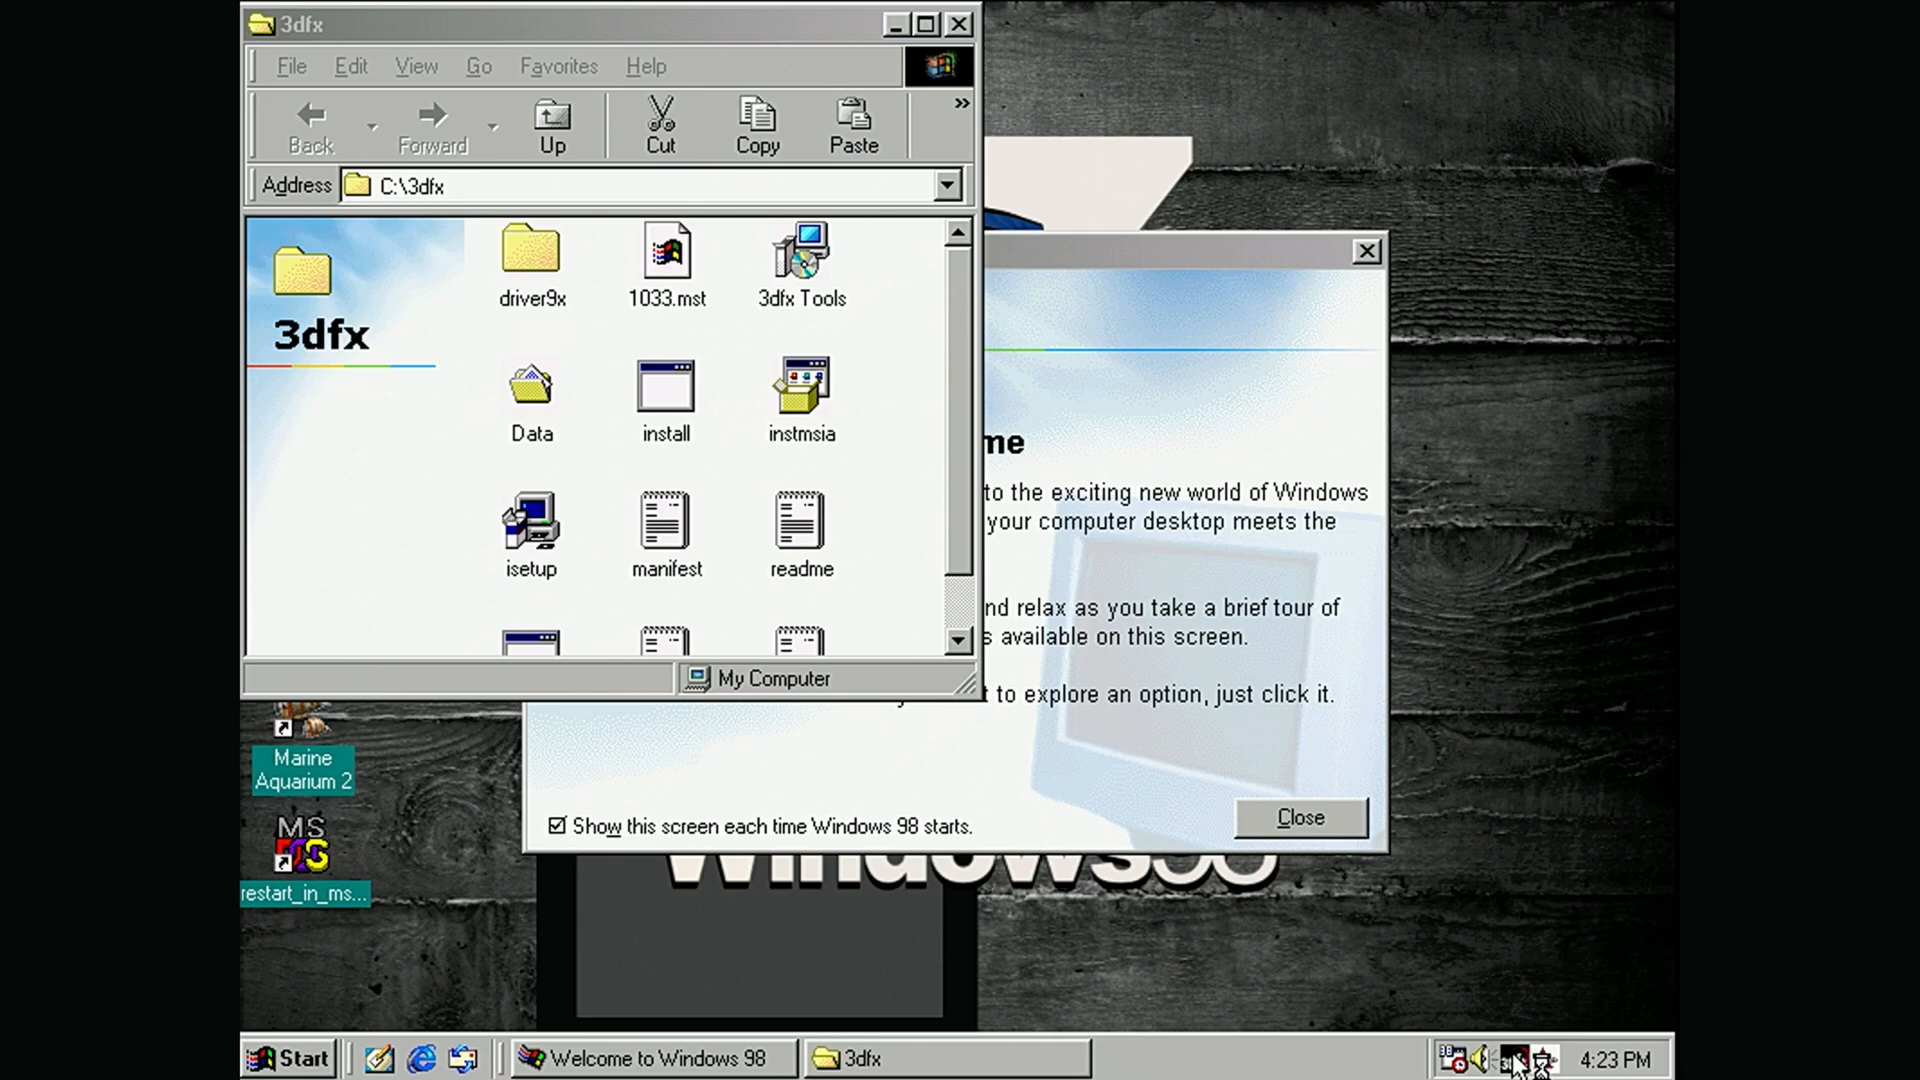 3dfx
File Edit View Go Favorites Help
Back Forward Up Cut Copy Paste »
Address C:\3dfx
3dfx
driver9x 1033.mst 3dfx Tools
Data install instmsia
isetup manifest readme
My Computer
me
to the exciting new world of Windows
your computer desktop meets the
nd relax as you take a brief tour of
s available on this screen.
t to explore an option, just click it.
Show this screen each time Windows 98 starts.
Close
Marine
Aquarium 2
MS
restart_in_ms...
Windows98
Start Welcome to Windows 98 3dfx 4:23 PM